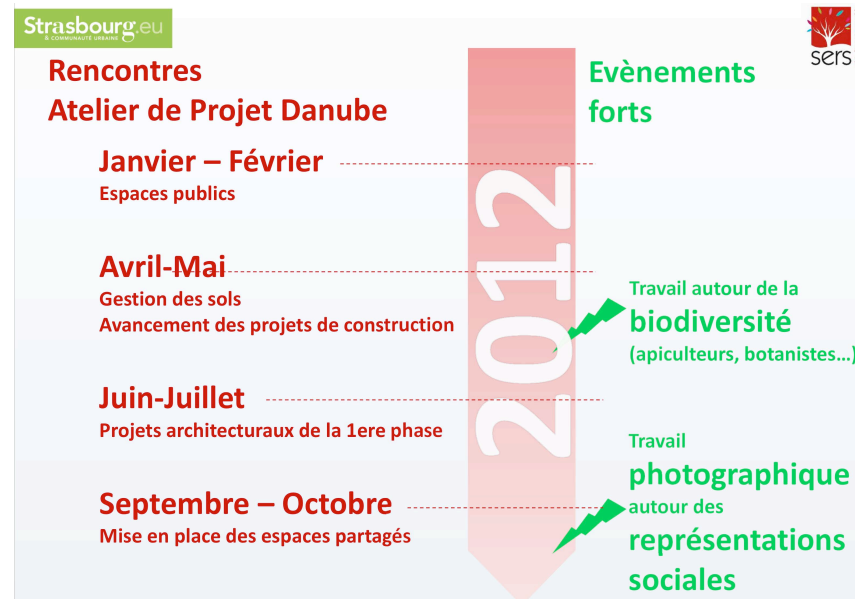 Strasbourg.eu
& COMMUNAUTÉ URBAINE
sers
Rencontres
Atelier de Projet Danube
Evènements
forts
Janvier – Février
Espaces publics
Avril-Mai
Gestion des sols
Avancement des projets de construction
Juin-Juillet
Projets architecturaux de la 1ere phase
Septembre – Octobre
Mise en place des espaces partagés
2012
Travail autour de la
biodiversité
(apiculteurs, botanistes...)
Travail
photographique
autour des
représentations
sociales